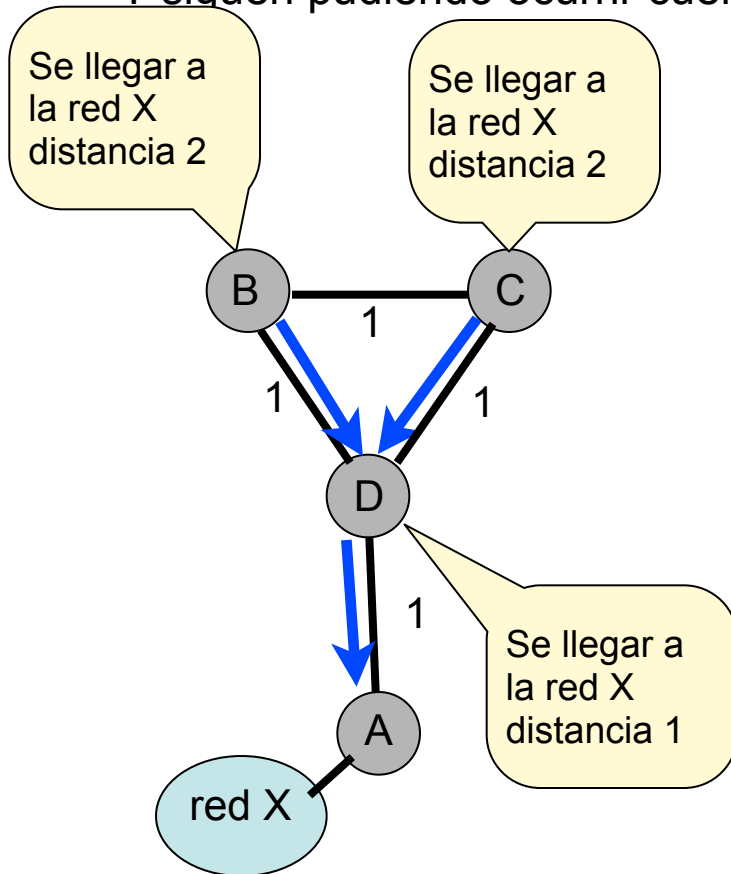 Se llegar a
la red X
distancia 2
Se llegar a
la red X
distancia 2
B
C
1
1
1
D
1
Se llegar a
la red X
distancia 1
A
red X